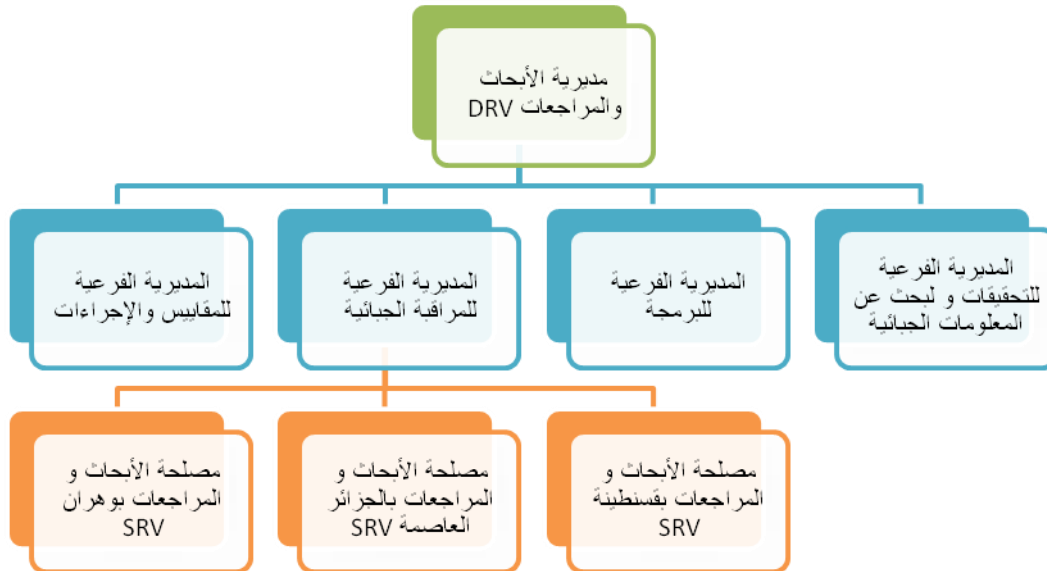 مديرية الأبحاث
والمراجعات DRV
المديرية الفرعية
للتحقيقات و لبحث عن
المعلومات الجبائية
المديرية الفرعية
للبرمجة
المديرية الفرعية
للمراقبة الجبائية
المديرية الفرعية
للمقاييس والإجراءات
مصلحة الأبحاث و
المراجعات بقسنطينة
SRV
مصلحة الأبحاث و
المراجعات بالجزائر
العاصمة SRV
مصلحة الأبحاث و
المراجعات بوهران
SRV